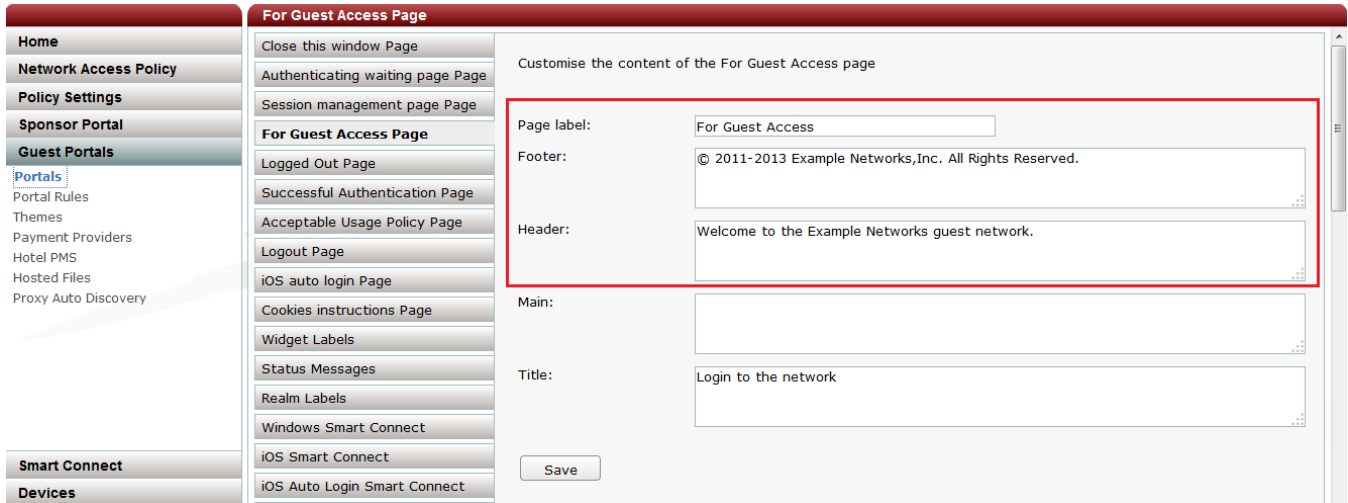 For Guest Access Page
Home
Network Access Policy
Policy Settings
Sponsor Portal
Guest Portals
Portals
Portal Rules
Themes
Payment Providers
Hotel PMS
Hosted Files
Proxy Auto Discovery
Smart Connect
Devices
Close this window Page
Authenticating waiting page Page
Session management page Page
For Guest Access Page
Logged Out Page
Successful Authentication Page
Acceptable Usage Policy Page
Logout Page
iOS auto login Page
Cookies instructions Page
Widget Labels
Status Messages
Realm Labels
Windows Smart Connect
iOS Smart Connect
iOS Auto Login Smart Connect
Customise the content of the For Guest Access page
Page label: For Guest Access
Footer: © 2011-2013 Example Networks,Inc. All Rights Reserved.
Header: Welcome to the Example Networks guest network.
Main:
Title: Login to the network
Save